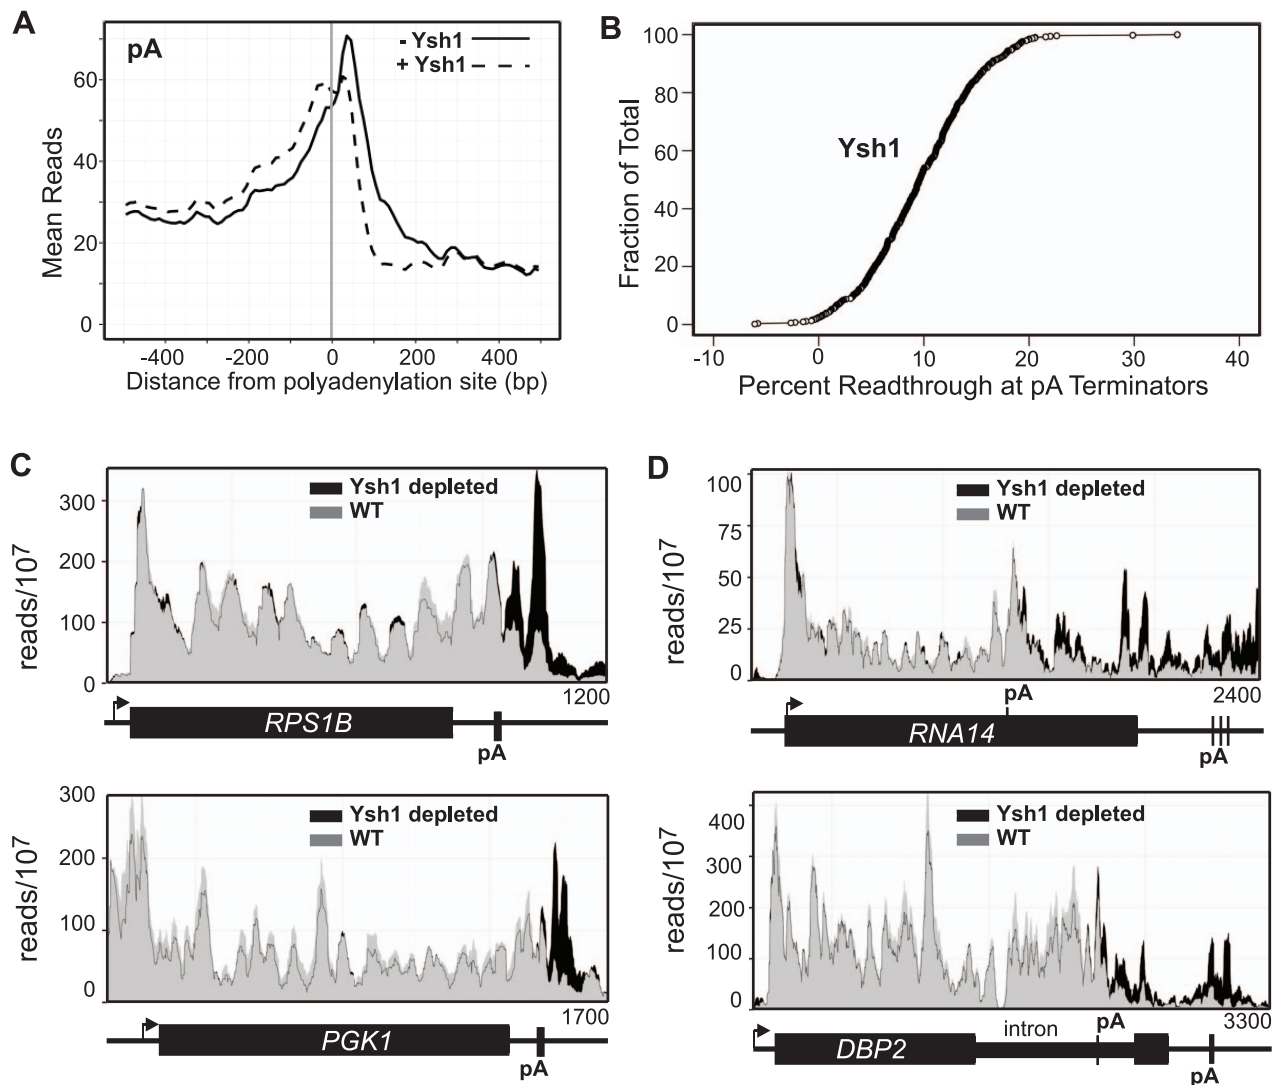 A
pA
- Ysh1
+ Ysh1
Mean Reads
60
40
20
0
-400
-200
0
200
400
Distance from polyadenylation site (bp)
B
Ysh1
Fraction of Total
100
80
60
40
20
0
-10
0
10
20
30
40
Percent Readthrough at pA Terminators
C
Ysh1 depleted
WT
reads/10⁷
300
200
100
0
1200
RPS1B
pA
Ysh1 depleted
WT
reads/10⁷
300
200
100
0
1700
PGK1
pA
D
Ysh1 depleted
WT
reads/10⁷
100
75
50
25
0
pA
2400
RNA14
pA
Ysh1 depleted
WT
reads/10⁷
400
300
200
100
0
intron
pA
3300
DBP2
pA